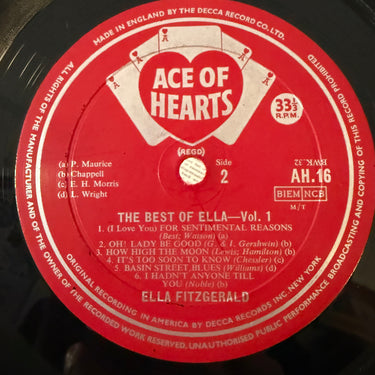 MADE IN ENGLAND BY THE DECCA RECORD CO. LTD.
ALL RIGHTS OF THE MANUFACTURER AND OF THE OWNER OF THE RECORDED WORK RESERVED. UNAUTHORISED PUBLIC PERFORMANCE BROADCASTING AND COPYING OF THIS RECORD PROHIBITED
A A A A
ACE OF
HEARTS
(REGD)
33⅓
R.P.M.
(a) P. Maurice
(b) Chappell
(c) E. H. Morris
(d) L. Wright
Side
2
AH.16
BIEM NCB
M/T
THE BEST OF ELLA—Vol. 1
1. (I Love You) FOR SENTIMENTAL REASONS
(Best; Watson) (a)
2. OH! LADY BE GOOD (G. & I. Gershwin) (b)
3. HOW HIGH THE MOON (Lewis; Hamilton) (b)
4. IT'S TOO SOON TO KNOW (Chessler) (c)
5. BASIN STREET BLUES (Williams) (d)
6. I HADN'T ANYONE TILL
YOU (Noble) (b)
ELLA FITZGERALD
ORIGINAL RECORDING IN AMERICA BY DECCA RECORDS INC. NEW YORK